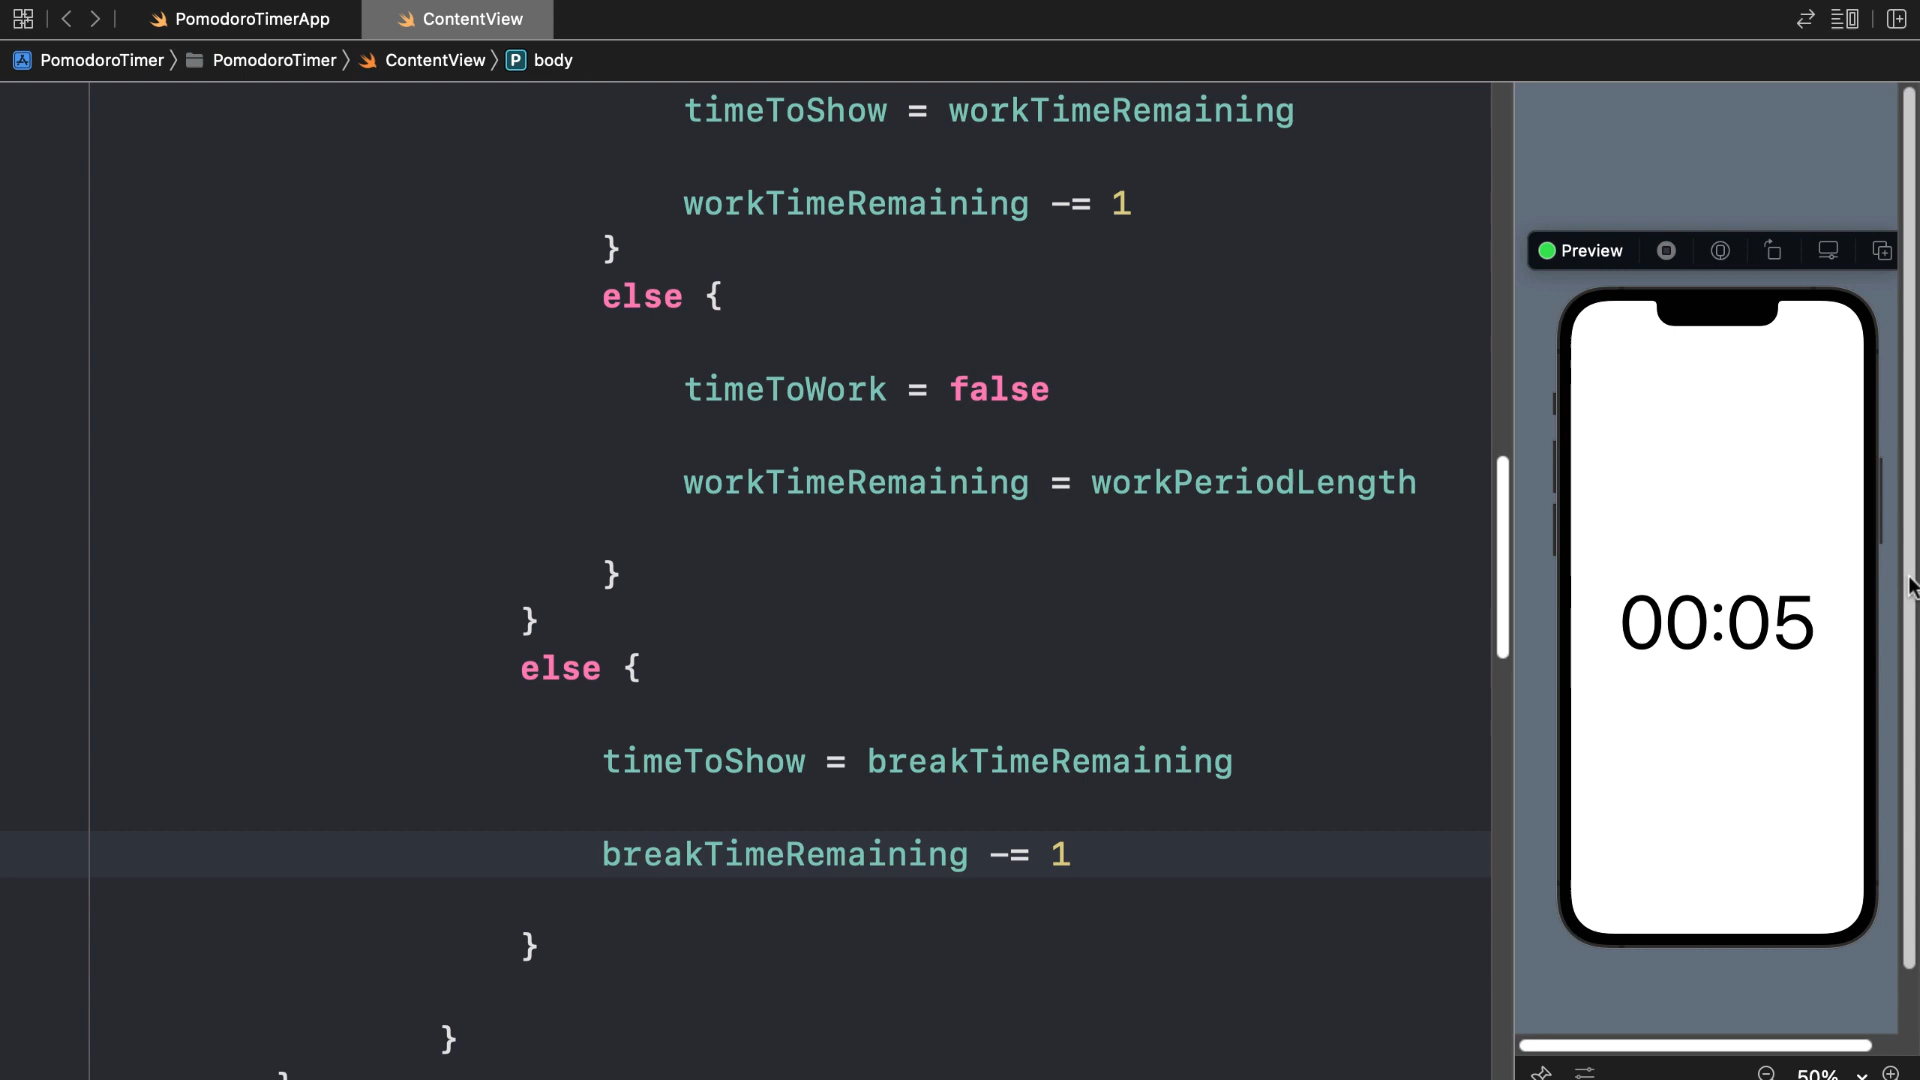 PomodoroTimerApp
ContentView
PomodoroTimer
PomodoroTimer
ContentView
P
body
timeToShow = workTimeRemaining
workTimeRemaining -= 1
}
else {
timeToWork = false
workTimeRemaining = workPeriodLength
}
}
else {
timeToShow = breakTimeRemaining
breakTimeRemaining -= 1
}
}
}
Preview
00:05
50%